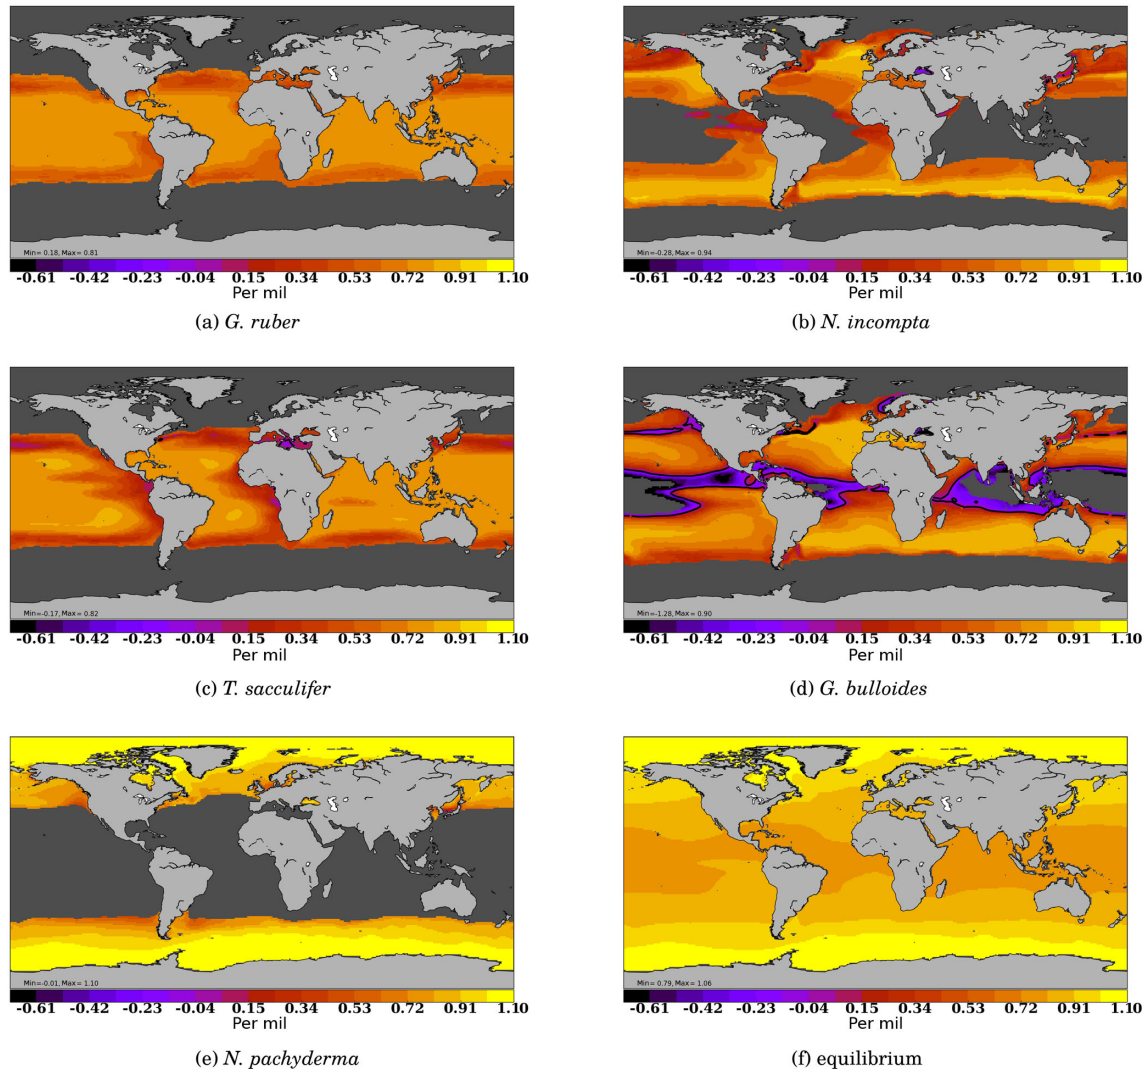 Min= 0.18, Max= 0.81
-0.61 -0.42 -0.23 -0.04 0.15 0.34 0.53 0.72 0.91 1.10
Per mil
(a) G. ruber
Min=-0.28, Max= 0.94
-0.61 -0.42 -0.23 -0.04 0.15 0.34 0.53 0.72 0.91 1.10
Per mil
(b) N. incompta
Min=-0.17, Max= 0.82
-0.61 -0.42 -0.23 -0.04 0.15 0.34 0.53 0.72 0.91 1.10
Per mil
(c) T. sacculifer
Min=-1.28, Max= 0.90
-0.61 -0.42 -0.23 -0.04 0.15 0.34 0.53 0.72 0.91 1.10
Per mil
(d) G. bulloides
Min=-0.01, Max= 1.10
-0.61 -0.42 -0.23 -0.04 0.15 0.34 0.53 0.72 0.91 1.10
Per mil
(e) N. pachyderma
Min= 0.79, Max= 1.06
-0.61 -0.42 -0.23 -0.04 0.15 0.34 0.53 0.72 0.91 1.10
Per mil
(f) equilibrium